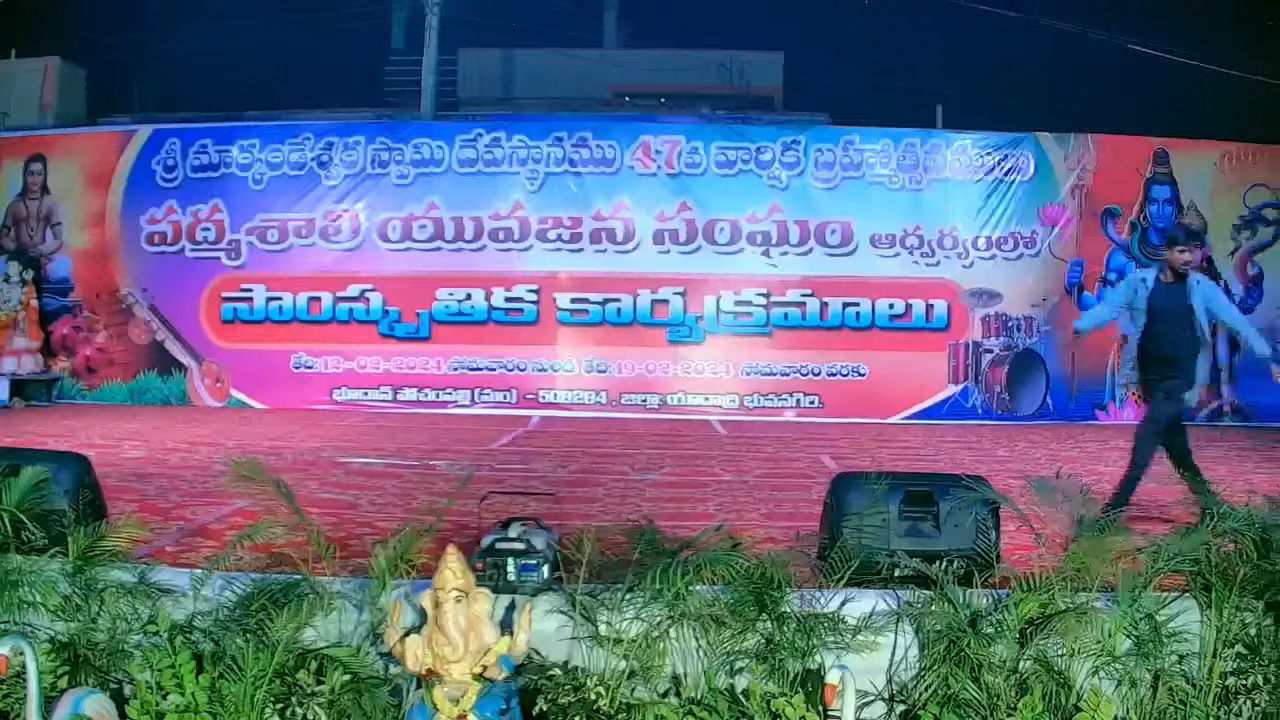 శ్రీ మార్కండేశ్వర స్వామి దేవస్థానము 47వ వార్షిక బ్రహ్మోత్సవములు
పద్మశాలి యువజన సంఘం ఆధ్వర్యంలో
సాంస్కృతిక కార్యక్రమాలు
తేది:12-02-2024 సోమవారం నుండి తేది:19-02-2024 సోమవారం వరకు
భూదాన్ పోచంపల్లి (మం) - 508284, జిల్లా: యాదాద్రి భువనగిరి.